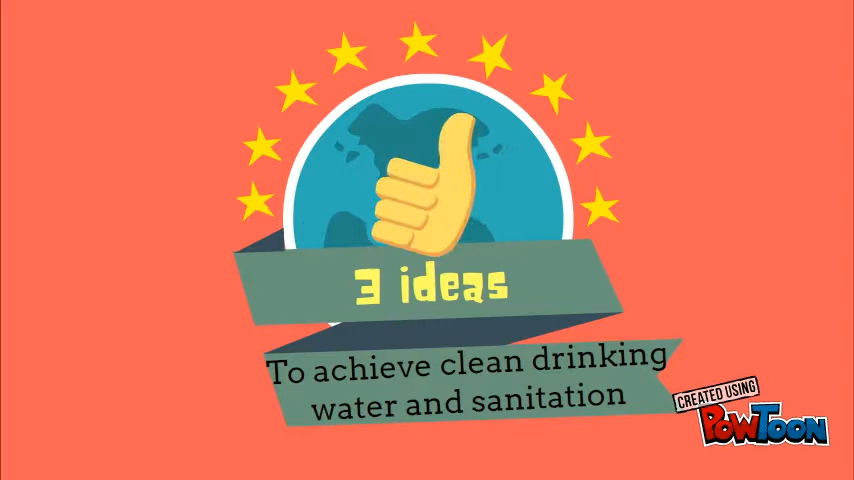 3 ideas
To achieve clean drinking
water and sanitation
CREATED USING
POWTOON